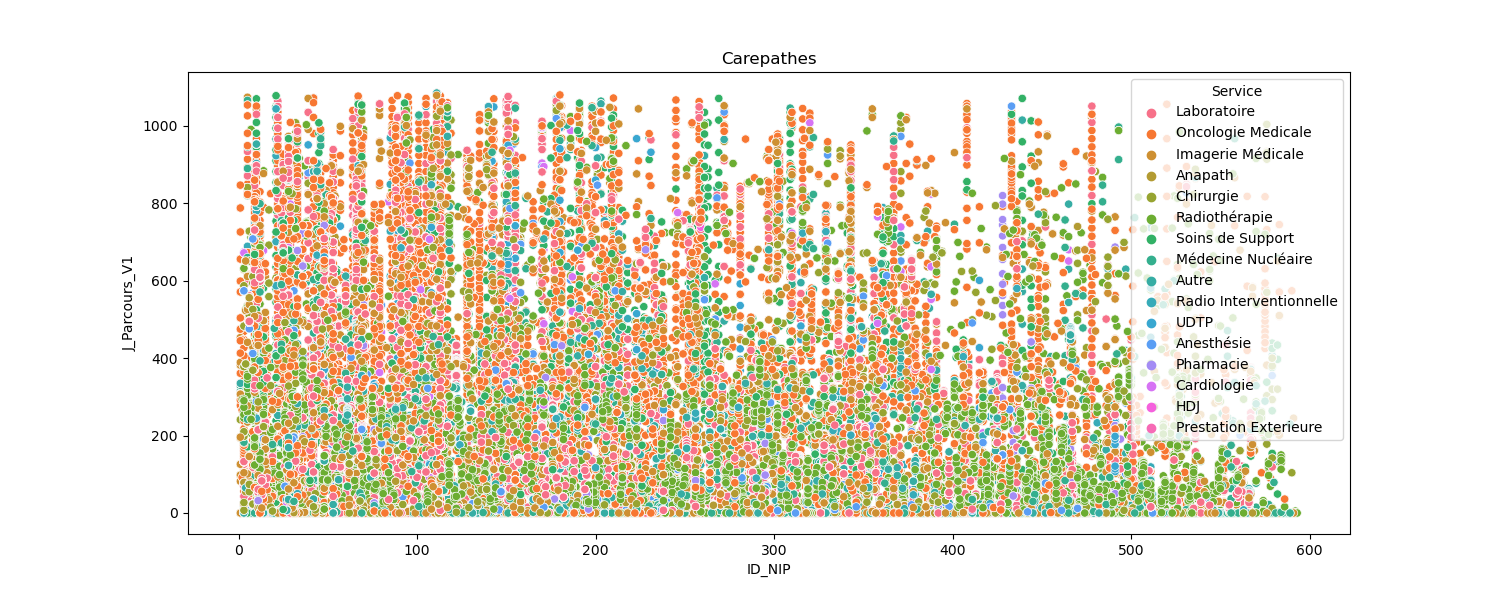 Carepathes
J_Parcours_V1
1000
800
600
400
200
0
0 100 200 300 400 500 600
ID_NIP
Service
Laboratoire
Oncologie Medicale
Imagerie Médicale
Anapath
Chirurgie
Radiothérapie
Soins de Support
Médecine Nucléaire
Autre
Radio Interventionnelle
UDTP
Anesthésie
Pharmacie
Cardiologie
HDJ
Prestation Exterieure